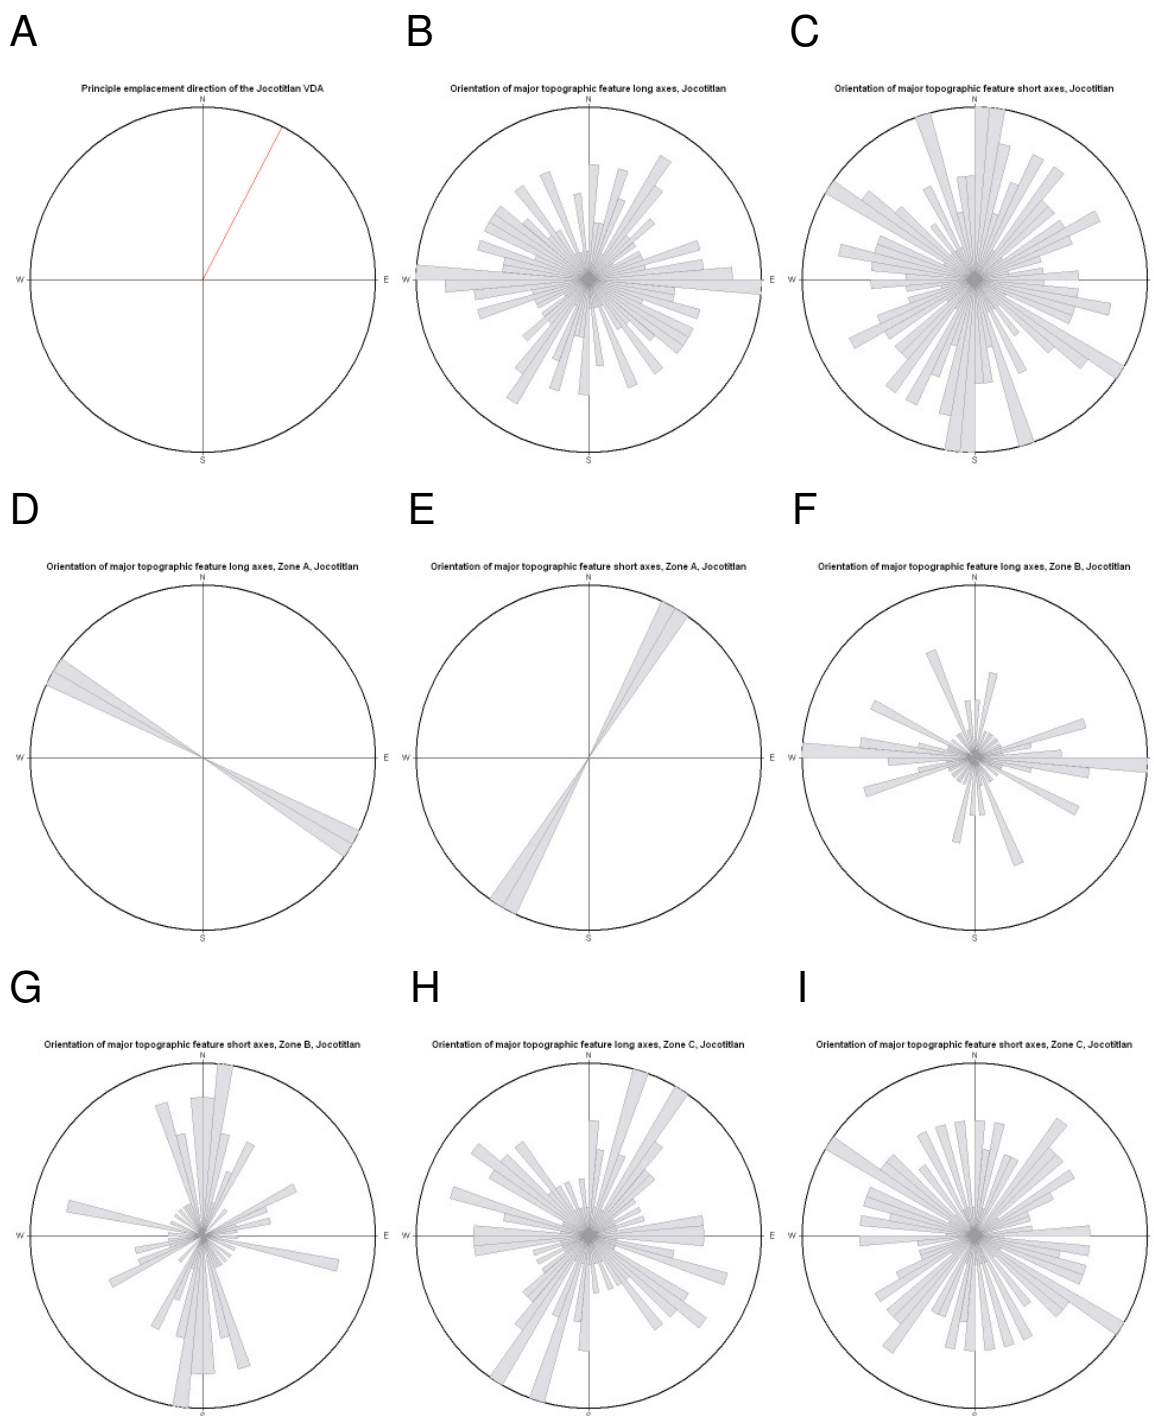 A
B
C
Principle emplacement direction of the Jocotitlan VDA
Orientation of major topographic feature long axes, Jocotitlan
Orientation of major topographic feature short axes, Jocotitlan
N
N
N
W
E
W
E
W
S
S
S
D
E
F
Orientation of major topographic feature long axes, Zone A, Jocotitlan
Orientation of major topographic feature short axes, Zone A, Jocotitlan
Orientation of major topographic feature long axes, Zone B, Jocotitlan
N
N
N
W
E
W
E
W
S
S
S
G
H
I
Orientation of major topographic feature short axes, Zone B, Jocotitlan
Orientation of major topographic feature long axes, Zone C, Jocotitlan
Orientation of major topographic feature short axes, Zone C, Jocotitlan
N
N
N
W
E
W
E
W